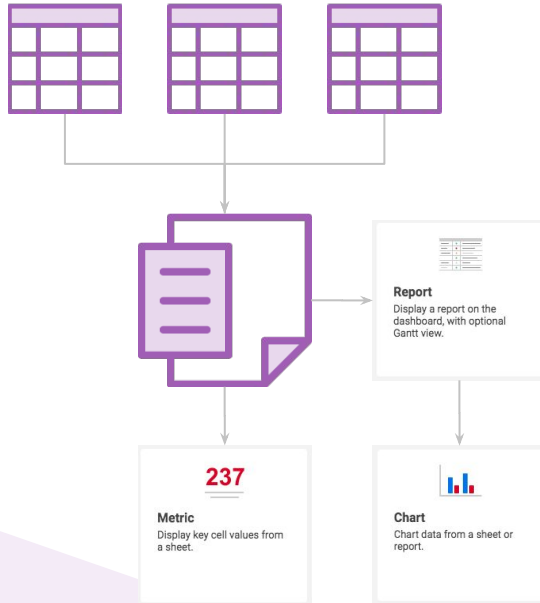 Report
Display a report on the
dashboard, with optional
Gantt view.
237
Metric
Display key cell values from
a sheet.
Chart
Chart data from a sheet or
report.